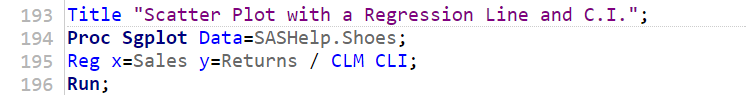 193 Title "Scatter Plot with a Regression Line and C.I.";
194 Proc Sgplot Data=SASHelp.Shoes;
195 Reg x=Sales y=Returns / CLM CLI;
196 Run;